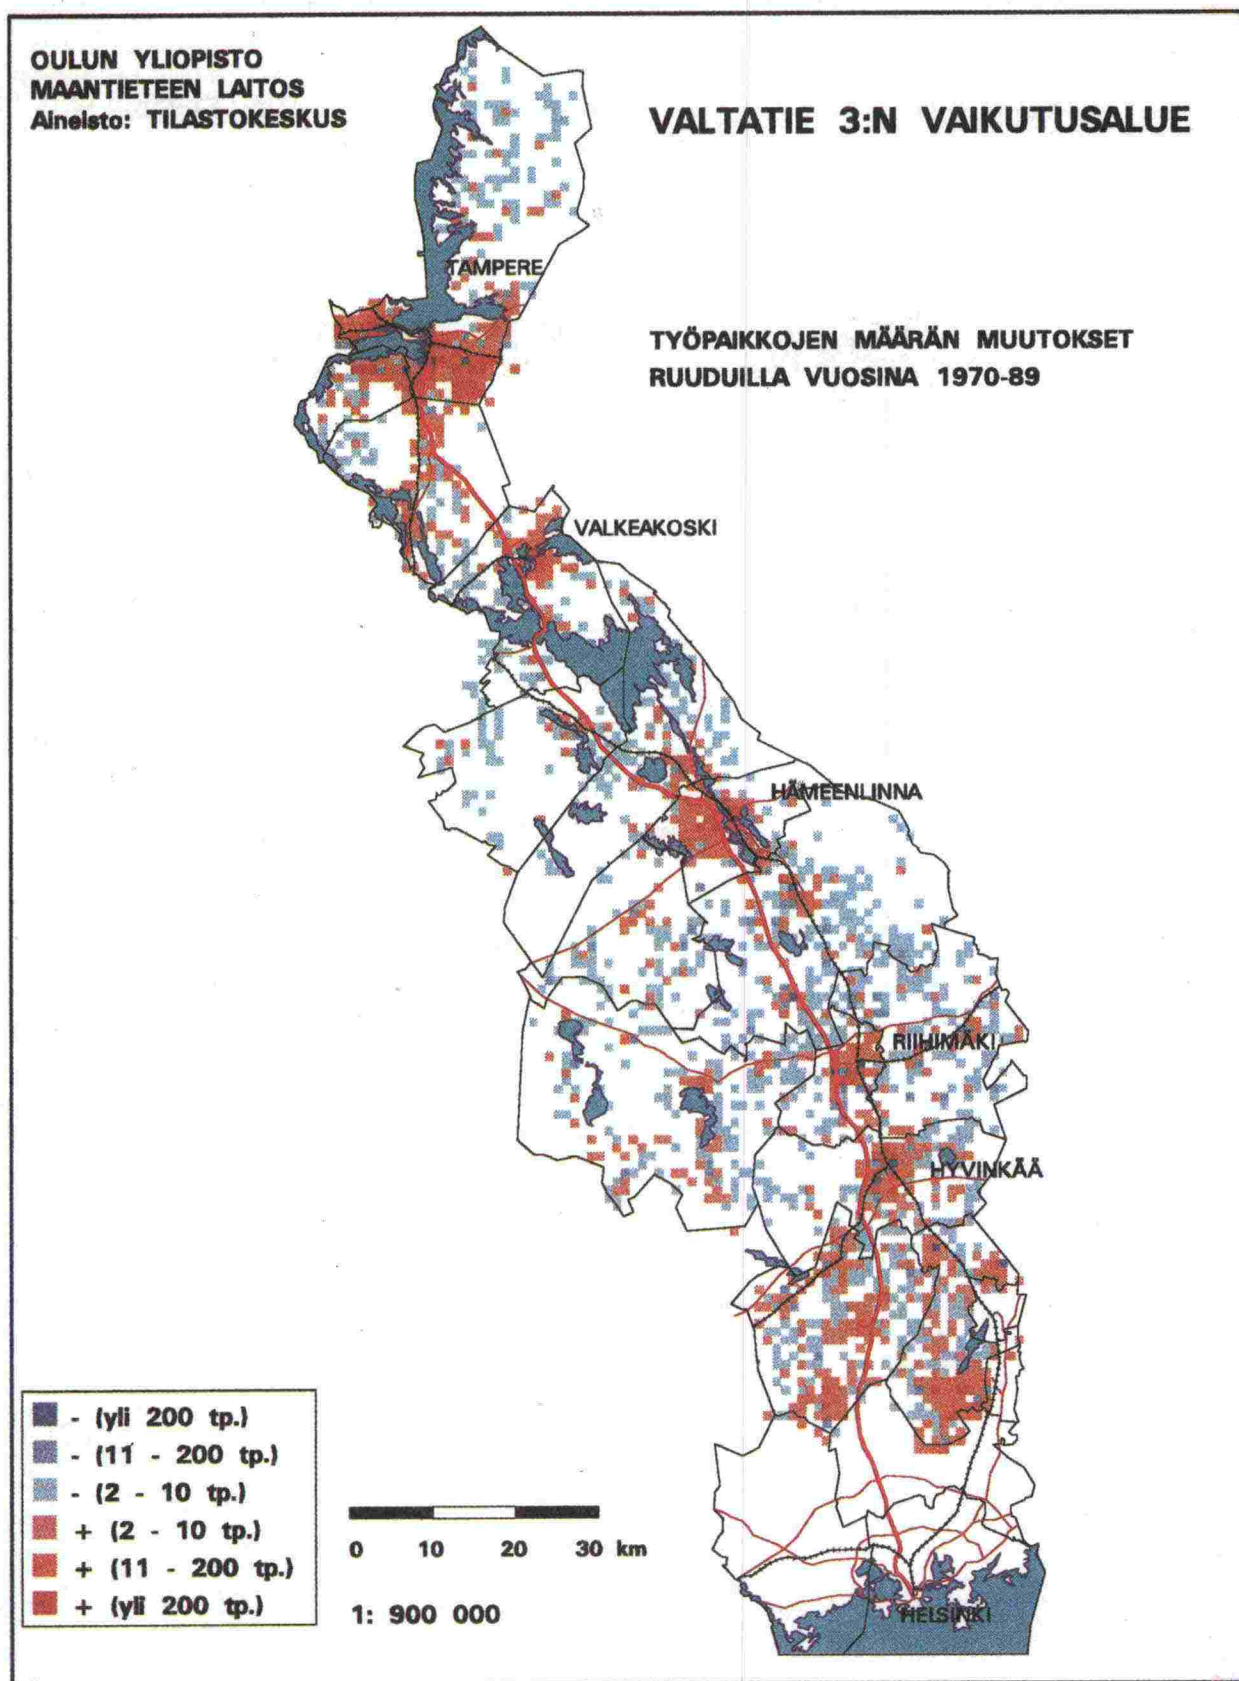 OULUN YLIOPISTO
MAANTIETEEN LAITOS
Aineisto: TILASTOKESKUS
VALTATIE 3:N VAIKUTUSALUE
TAMPERE
TYÖPAIKKOJEN MÄÄRÄN MUUTOKSET
RUUDUILLA VUOSINA 1970-89
VALKEAKOSKI
HÄMEENLINNA
RIIHIMÄKI
HYVINKÄÄ
- (yli 200 tp.)
- (11 - 200 tp.)
- (2 - 10 tp.)
+ (2 - 10 tp.)
+ (11 - 200 tp.)
+ (yli 200 tp.)
0 10 20 30 km
1: 900 000
HELSINKI